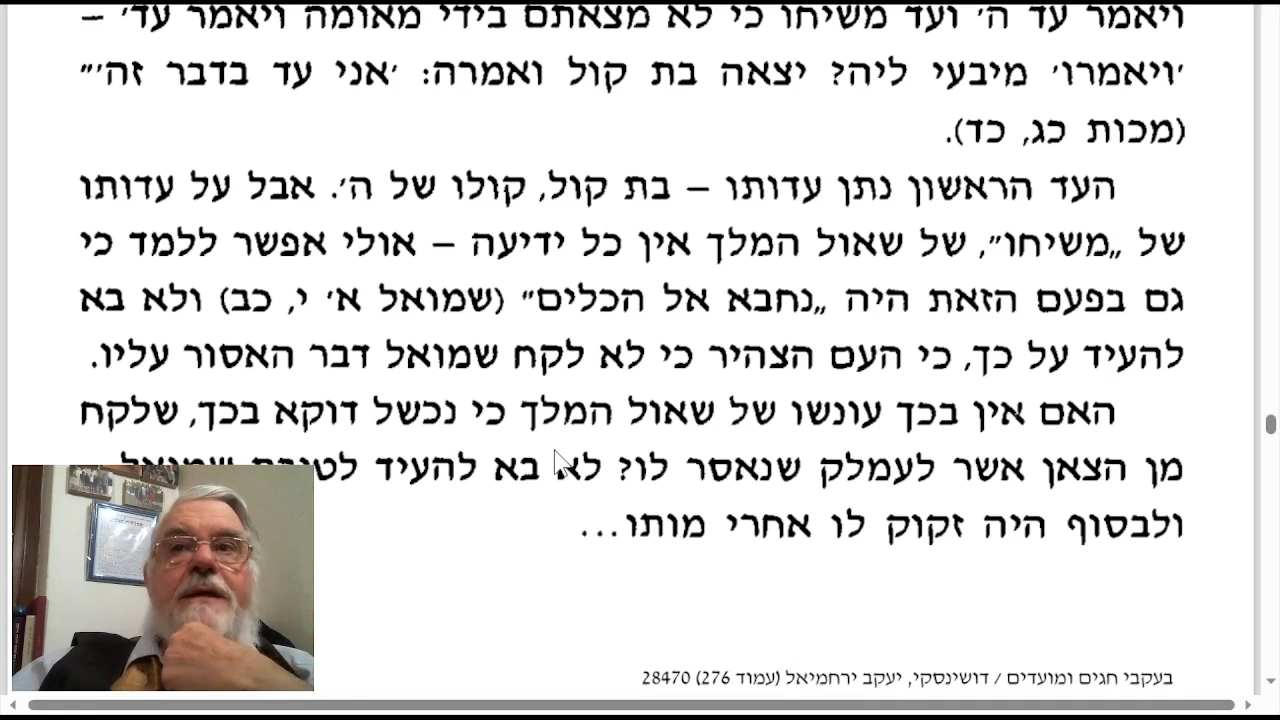 ויאמר עד ה' ועד משיחו כי לא מצאתם בידי מאומה ויאמר עד' –
'ויאמרו' מיבעי ליה? יצאה בת קול ואמרה: 'אני עד בדבר זה'"
(מכות כג, כד).
העד הראשון נתן עדותו – בת קול, קולו של ה'. אבל על עדותו
של „משיחו", של שאול המלך אין כל ידיעה – אולי אפשר ללמד כי
גם בפעם הזאת היה „נחבא אל הכלים" (שמואל א' י, כב) ולא בא
להעיד על כך, כי העם הצהיר כי לא לקח שמואל דבר האסור עליו.
האם אין בכך עונשו של שאול המלך כי נכשל דוקא בכך, שלקח
מן הצאן אשר לעמלק שנאסר לו? לא בא להעיד
ולבסוף היה זקוק לו אחרי מותו...
בעקבי חגים ומועדים / דושינסקי, יעקב ירחמיאל (עמוד 276) 28470